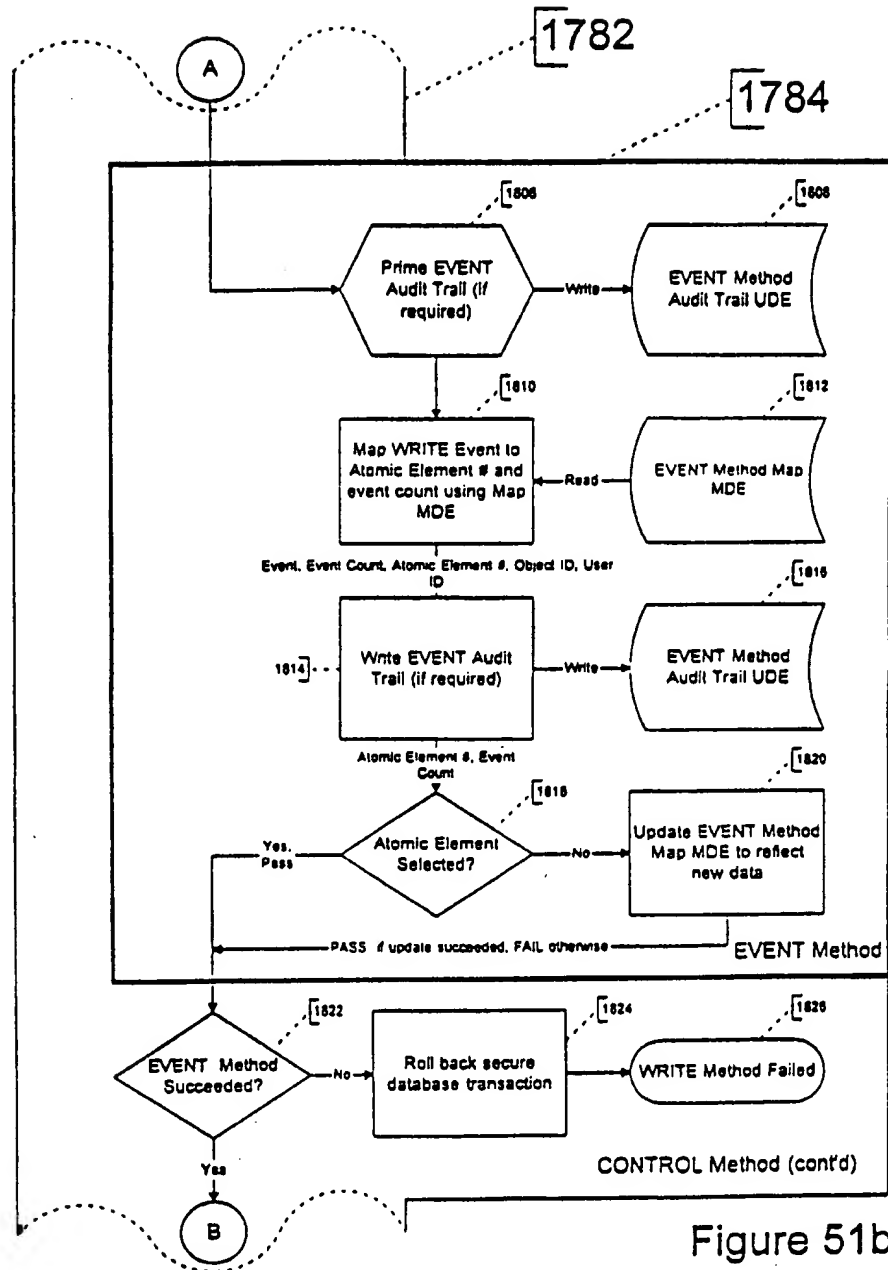 1782
A
1784
1806
1808
Prime EVENT
Audit Trail (if
required)
Write
EVENT Method
Audit Trail UDE
1810
1812
Map WRITE Event to
Atomic Element # and
event count using Map
MDE
Read
EVENT Method Map
MDE
Event, Event Count, Atomic Element #, Object ID, User
ID
1816
1814
Write EVENT Audit
Trail (if required)
Write
EVENT Method
Audit Trail UDE
Atomic Element #, Event
Count
1818
1820
Yes,
Pass
Atomic Element
Selected?
No
Update EVENT Method
Map MDE to reflect
new data
PASS if update succeeded, FAIL otherwise
EVENT Method
1822
1824
1826
EVENT Method
Succeeded?
No
Roll back secure
database transaction
WRITE Method Failed
Yes
CONTROL Method (cont'd)
B
Figure 51b